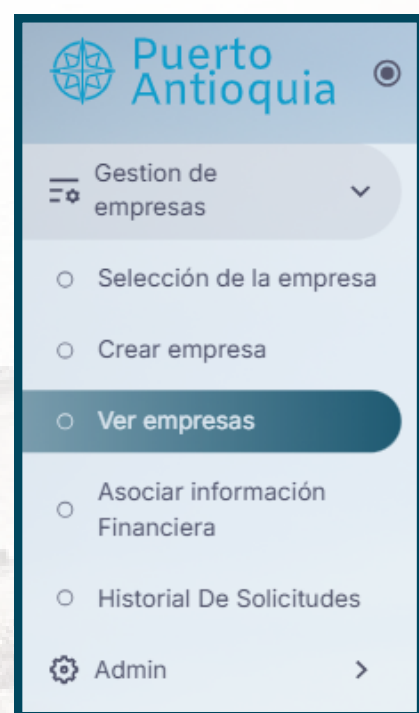 Puerto
Antioquia
Gestion de
empresas
Selección de la empresa
Crear empresa
Ver empresas
Asociar información
Financiera
Historial De Solicitudes
Admin